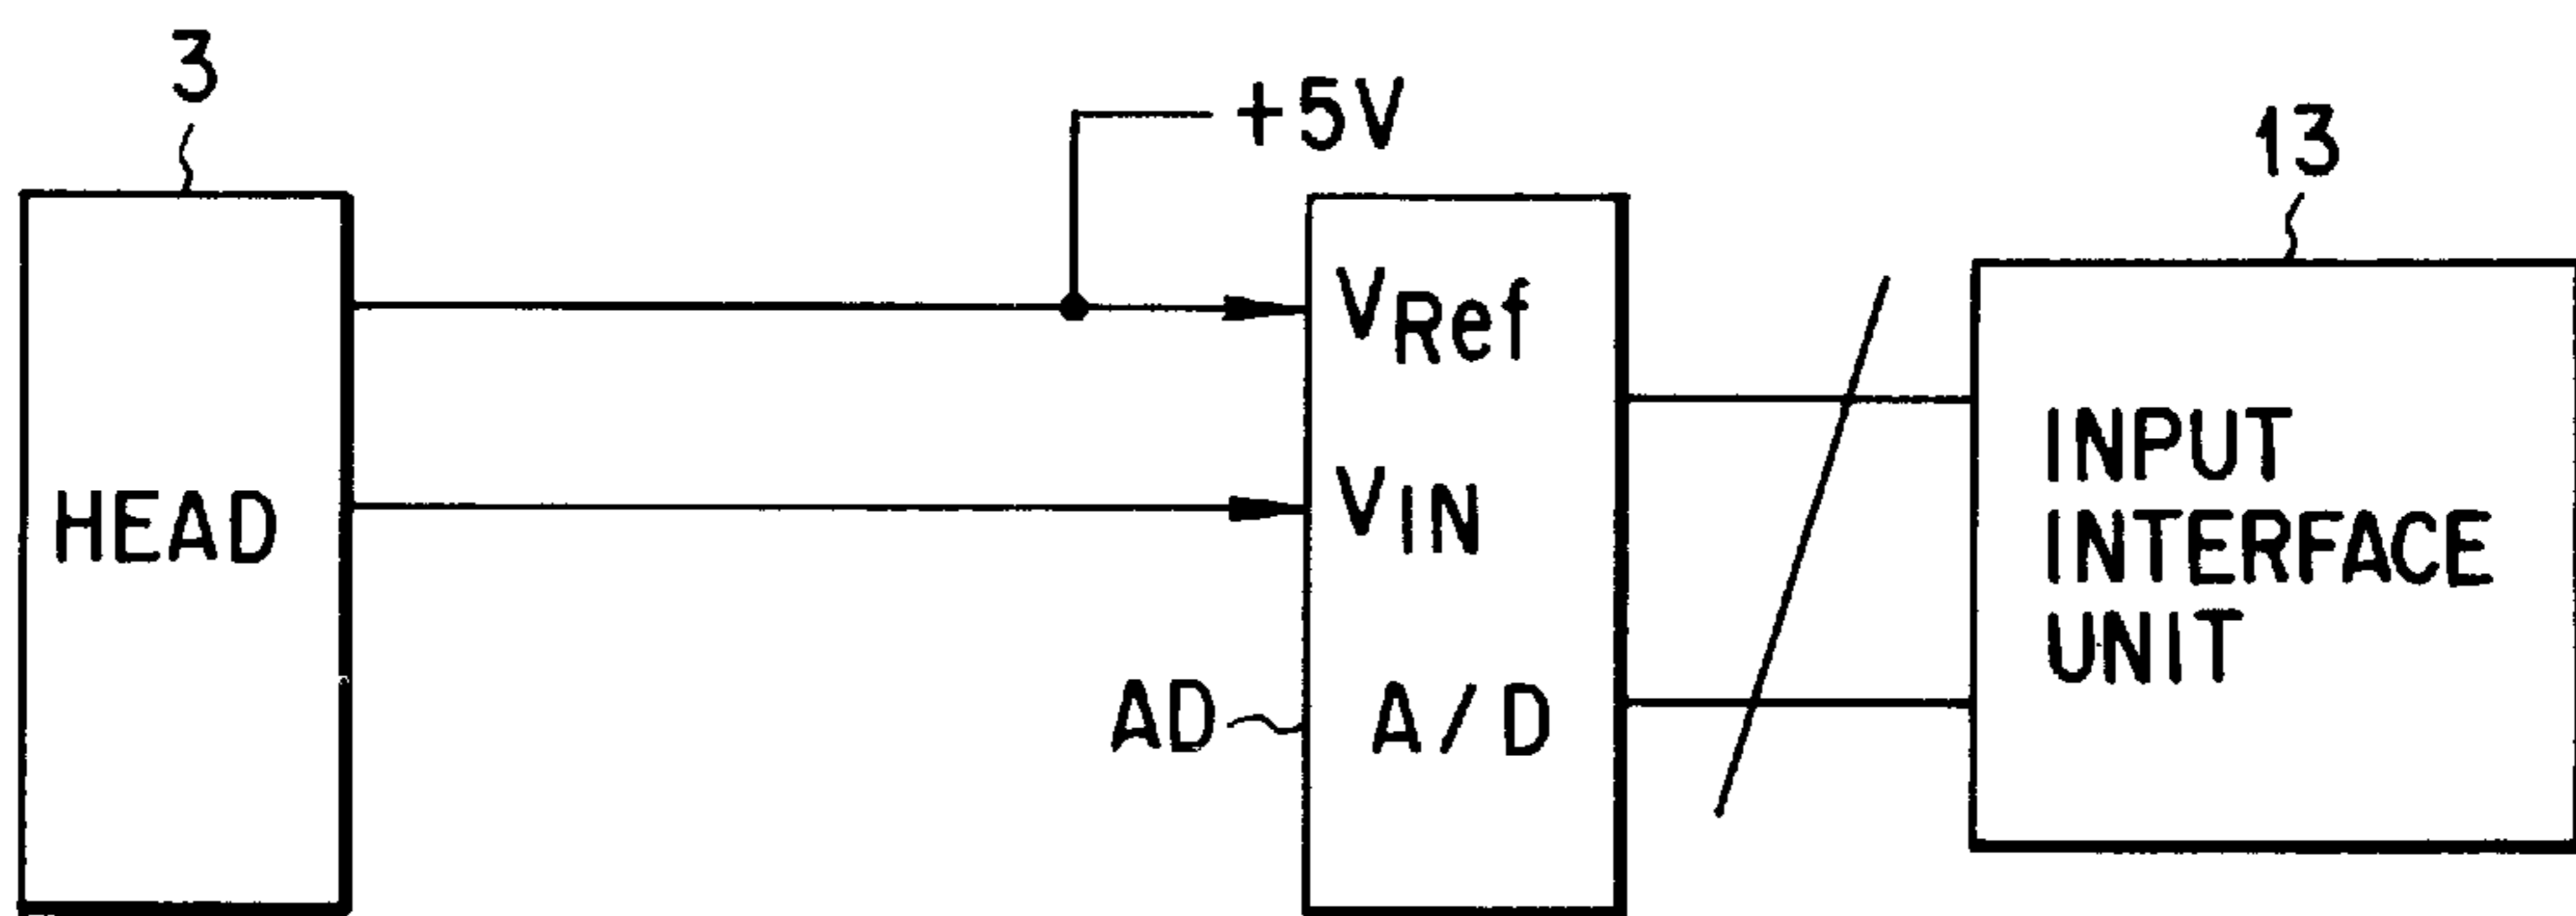 3
+5V
13
HEAD
VRef
VIN
AD
A/D
INPUT
INTERFACE
UNIT